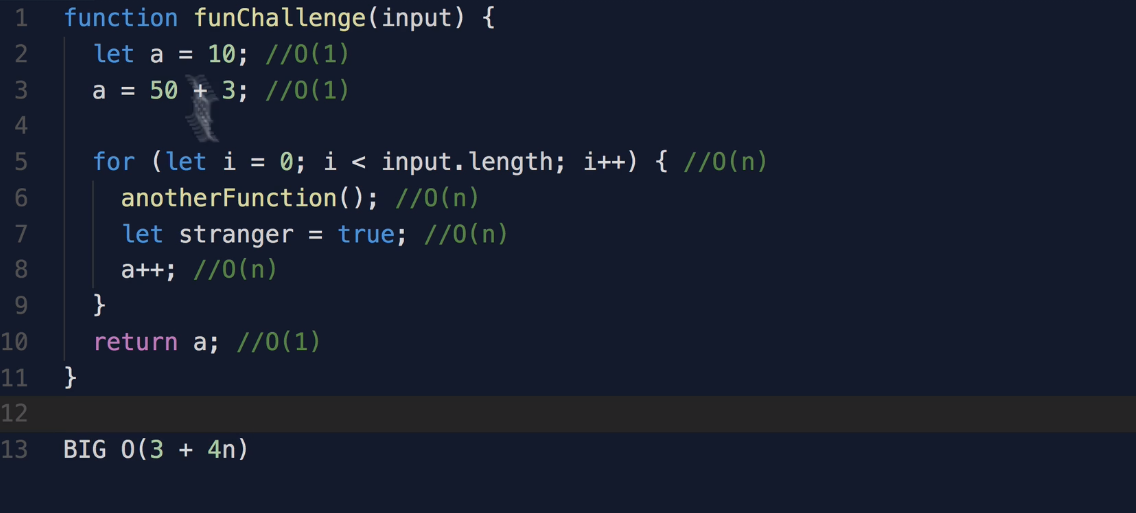 1 function funChallenge(input) {
2 let a = 10; //O(1)
3 a = 50 + 3; //O(1)
4
5 for (let i = 0; i < input.length; i++) { //O(n)
6 anotherFunction(); //O(n)
7 let stranger = true; //O(n)
8 a++; //O(n)
9 }
10 return a; //O(1)
11 }
12
13 BIG O(3 + 4n)